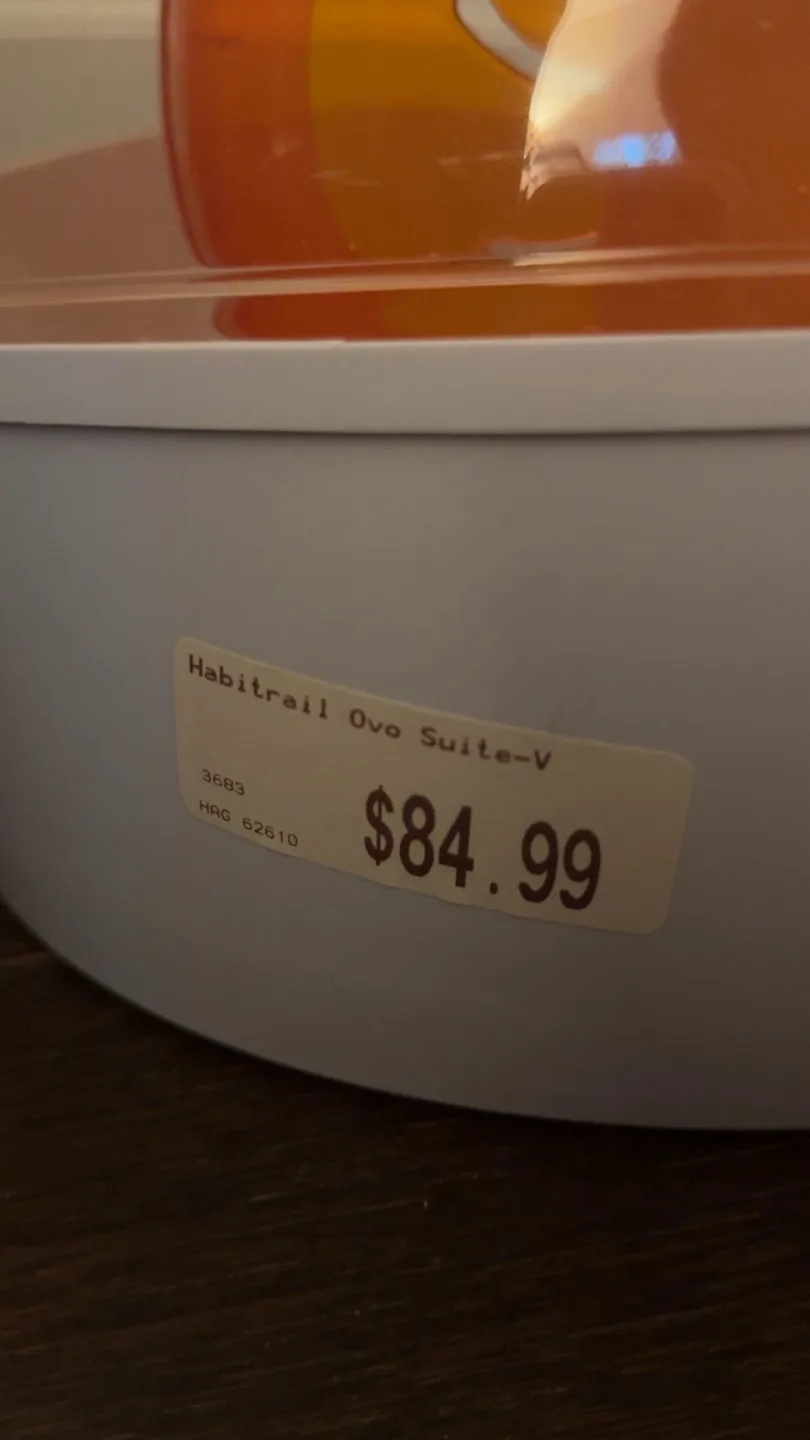 Habitrail Ovo Suite-V
3683
HAG 62610
$84.99